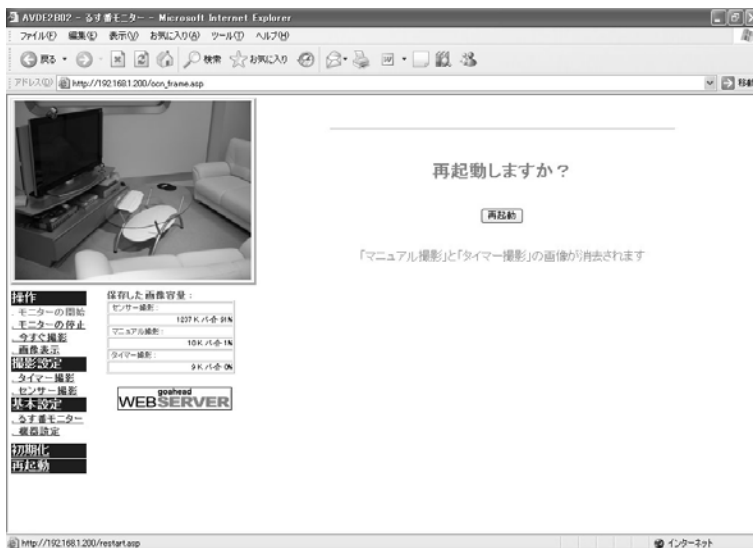 AVDE2B02 - るす番モニター - Microsoft Internet Explorer
ファイル(F) 編集(E) 表示(V) お気に入り(A) ツール(T) ヘルプ(H)
戻る 検索 お気に入り
アドレス(D) http://192.168.1.200/ocn_frame.asp 移動
再起動しますか？
再起動
「マニュアル撮影」と「タイマー撮影」の画像が消去されます
操作
.モニターの開始
.モニターの停止
.今すぐ撮影
.画像表示
撮影設定
.タイマー撮影
.センサー撮影
基本設定
.るす番モニター
.機器設定
初期化
再起動
保存した画像容量：
センサー撮影：
1237 K バイト 91%
マニュアル撮影：
10 K バイト 1%
タイマー撮影：
9 K バイト 0%
goahead
WEBSERVER
http://192.168.1.200/restart.asp インターネット